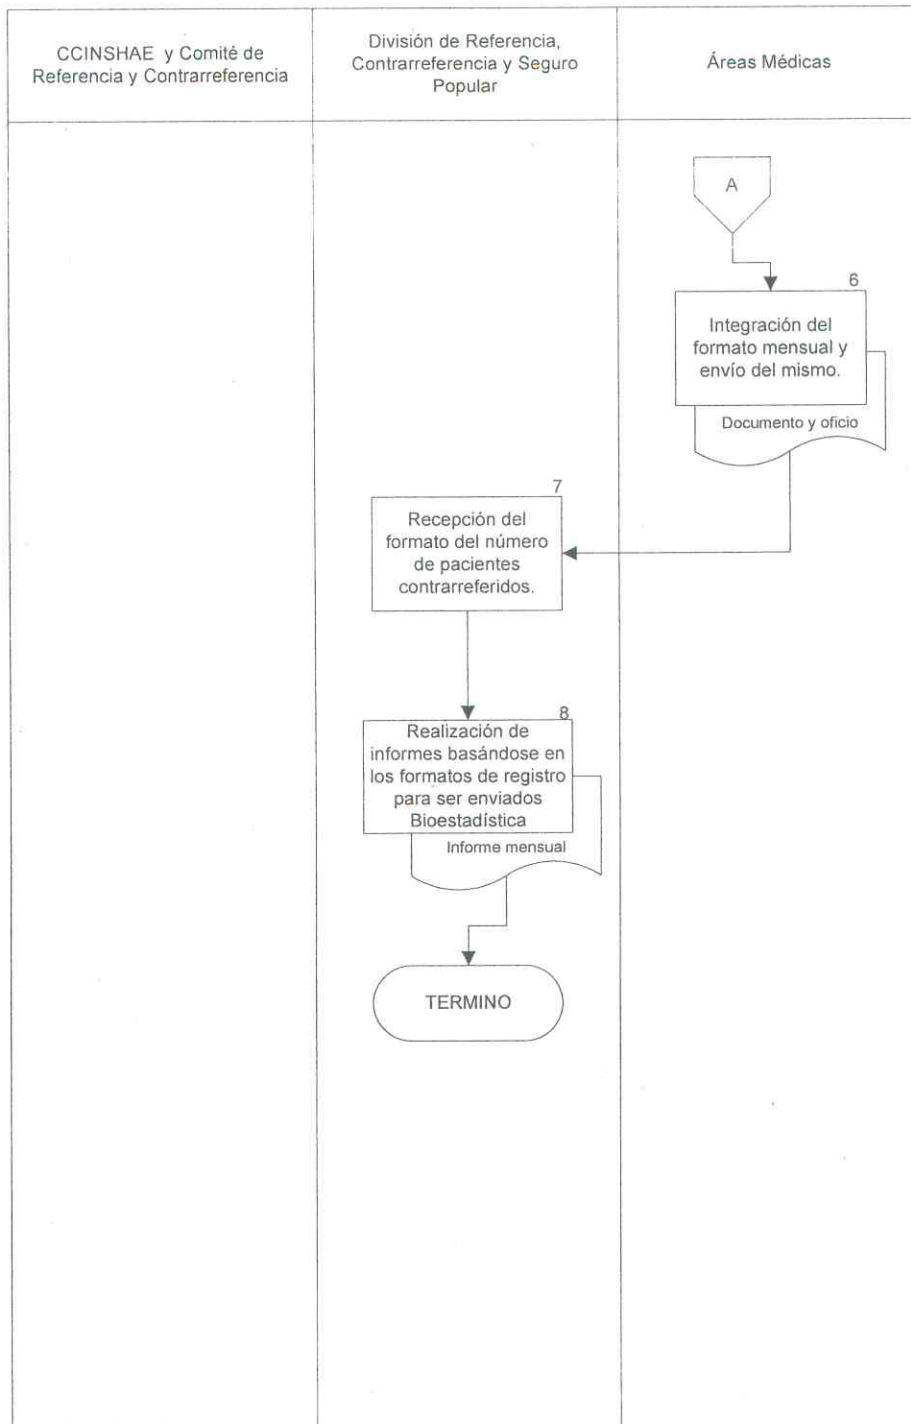 CCINSHAE y Comité de
Referencia y Contrarreferencia
División de Referencia,
Contrarreferencia y Seguro
Popular
Áreas Médicas
A
6
Integración del
formato mensual y
envío del mismo.
Documento y oficio
7
Recepción del
formato del número
de pacientes
contrarreferidos.
8
Realización de
informes basándose en
los formatos de registro
para ser enviados
Bioestadística
Informe mensual
TERMINO